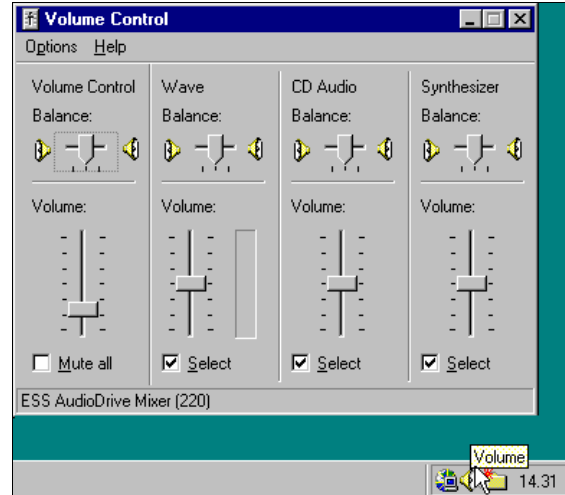 Volume Control
Options Help
Volume Control Wave CD Audio Synthesizer
Balance: Balance: Balance: Balance:
Volume: Volume: Volume: Volume:
Mute all Select Select Select
ESS AudioDrive Mixer (220)
Volume
14.31